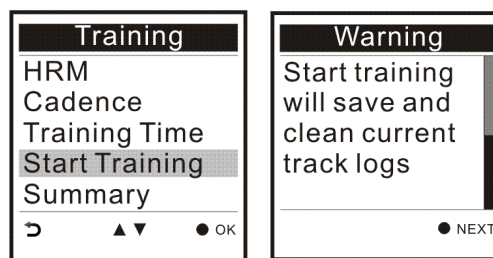 Training
HRM
Cadence
Training Time
Start Training
Summary
OK
Warning
Start training
will save and
clean current
track logs
NEXT